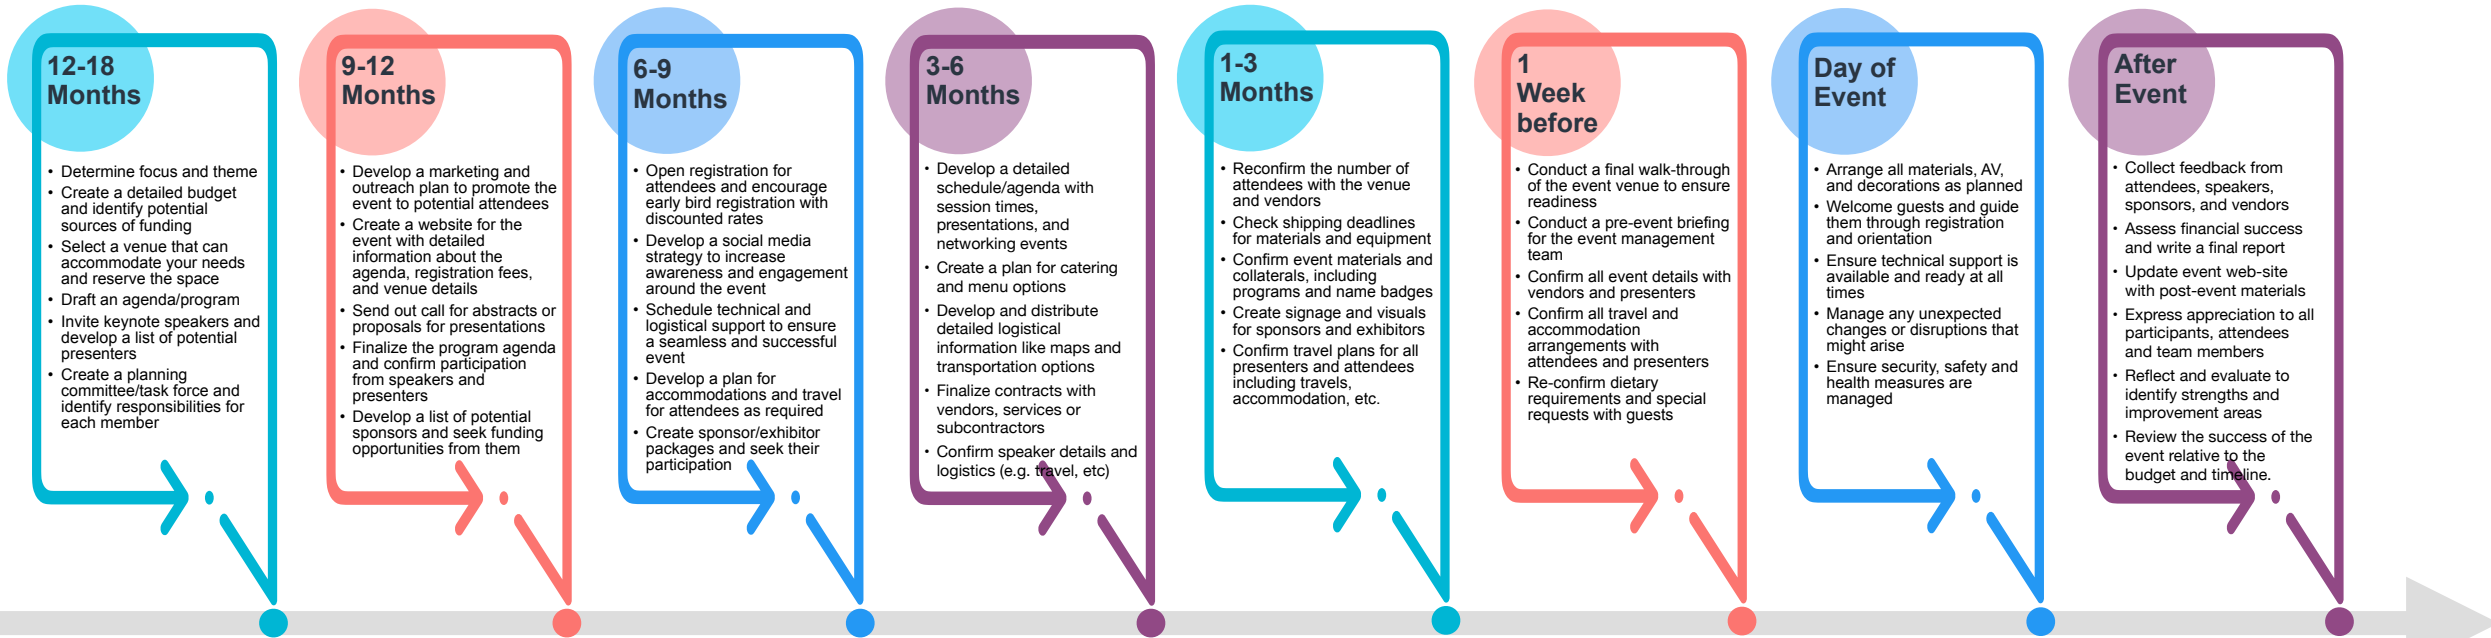 12-18
Months
• Determine focus and theme
• Create a detailed budget
and identify potential
sources of funding
• Select a venue that can
accommodate your needs
and reserve the space
• Draft an agenda/program
• Invite keynote speakers and
develop a list of potential
presenters
• Create a planning
committee/task force and
identify responsibilities for
each member
9-12
Months
• Develop a marketing and
outreach plan to promote the
event to potential attendees
• Create a website for the
event with detailed
information about the
agenda, registration fees,
and venue details
• Send out call for abstracts or
proposals for presentations
• Finalize the program agenda
and confirm participation
from speakers and
presenters
• Develop a list of potential
sponsors and seek funding
opportunities from them
6-9
Months
• Open registration for
attendees and encourage
early bird registration with
discounted rates
• Develop a social media
strategy to increase
awareness and engagement
around the event
• Schedule technical and
logistical support to ensure
a seamless and successful
event
• Develop a plan for
accommodations and travel
for attendees as required
• Create sponsor/exhibitor
packages and seek their
participation
3-6
Months
• Develop a detailed
schedule/agenda with
session times,
presentations, and
networking events
• Create a plan for catering
and menu options
• Develop and distribute
detailed logistical
information like maps and
transportation options
• Finalize contracts with
vendors, services or
subcontractors
• Confirm speaker details and
logistics (e.g. travel, etc)
1-3
Months
• Reconfirm the number of
attendees with the venue
and vendors
• Check shipping deadlines
for materials and equipment
• Confirm event materials and
collaterals, including
programs and name badges
• Create signage and visuals
for sponsors and exhibitors
• Confirm travel plans for all
presenters and attendees
including travels,
accommodation, etc.
1
Week
before
• Conduct a final walk-through
of the event venue to ensure
readiness
• Conduct a pre-event briefing
for the event management
team
• Confirm all event details with
vendors and presenters
• Confirm all travel and
accommodation
arrangements with
attendees and presenters
• Re-confirm dietary
requirements and special
requests with guests
Day of
Event
• Arrange all materials, AV,
and decorations as planned
• Welcome guests and guide
them through registration
and orientation
• Ensure technical support is
available and ready at all
times
• Manage any unexpected
changes or disruptions that
might arise
• Ensure security, safety and
health measures are
managed
After
Event
• Collect feedback from
attendees, speakers,
sponsors, and vendors
• Assess financial success
and write a final report
• Update event web-site
with post-event materials
• Express appreciation to all
participants, attendees
and team members
• Reflect and evaluate to
identify strengths and
improvement areas
• Review the success of the
event relative to the
budget and timeline.